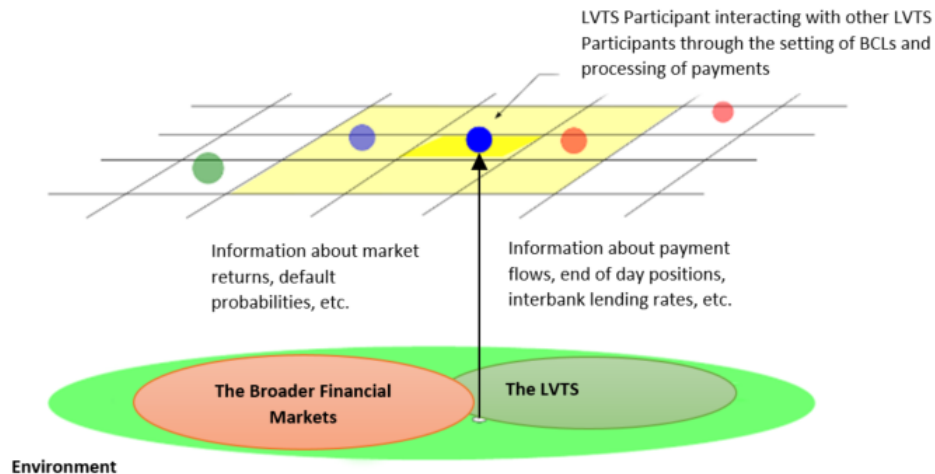 LVTS Participant interacting with other LVTS
Participants through the setting of BCLs and
processing of payments
Information about market
returns, default
probabilities, etc.
Information about payment
flows, end of day positions,
interbank lending rates, etc.
The Broader Financial
Markets
The LVTS
Environment